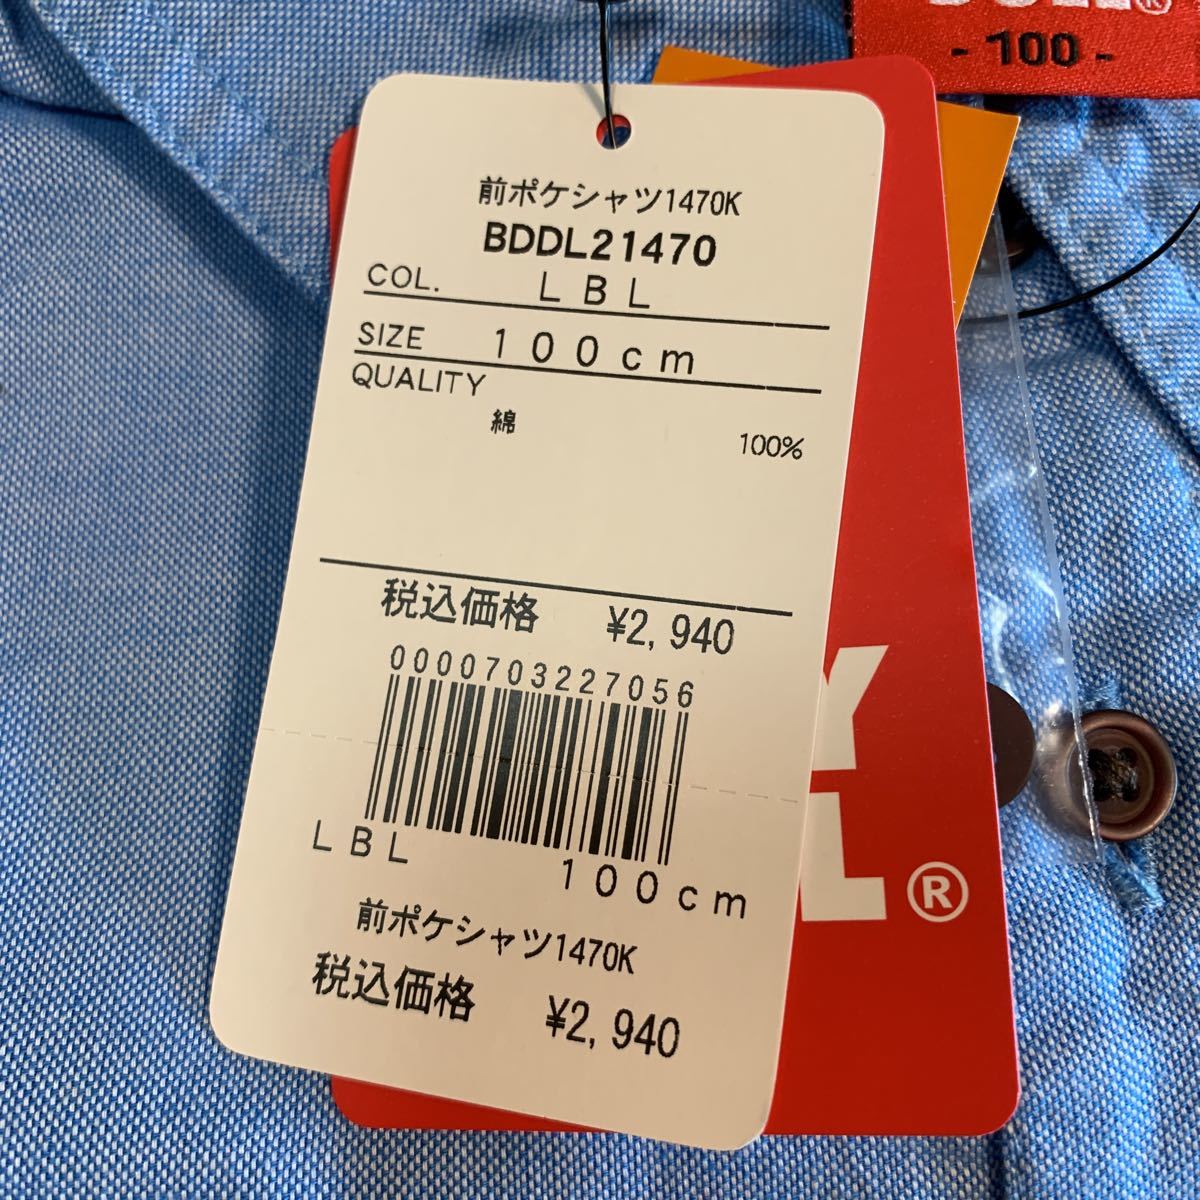 - 100 -
前ポケシャツ1470K
BDDL21470
COL. LBL
SIZE 100cm
QUALITY
綿 100%
税込価格 ¥2,940
0000703227056
LBL 100cm
前ポケシャツ1470K
税込価格 ¥2,940
Y
L®